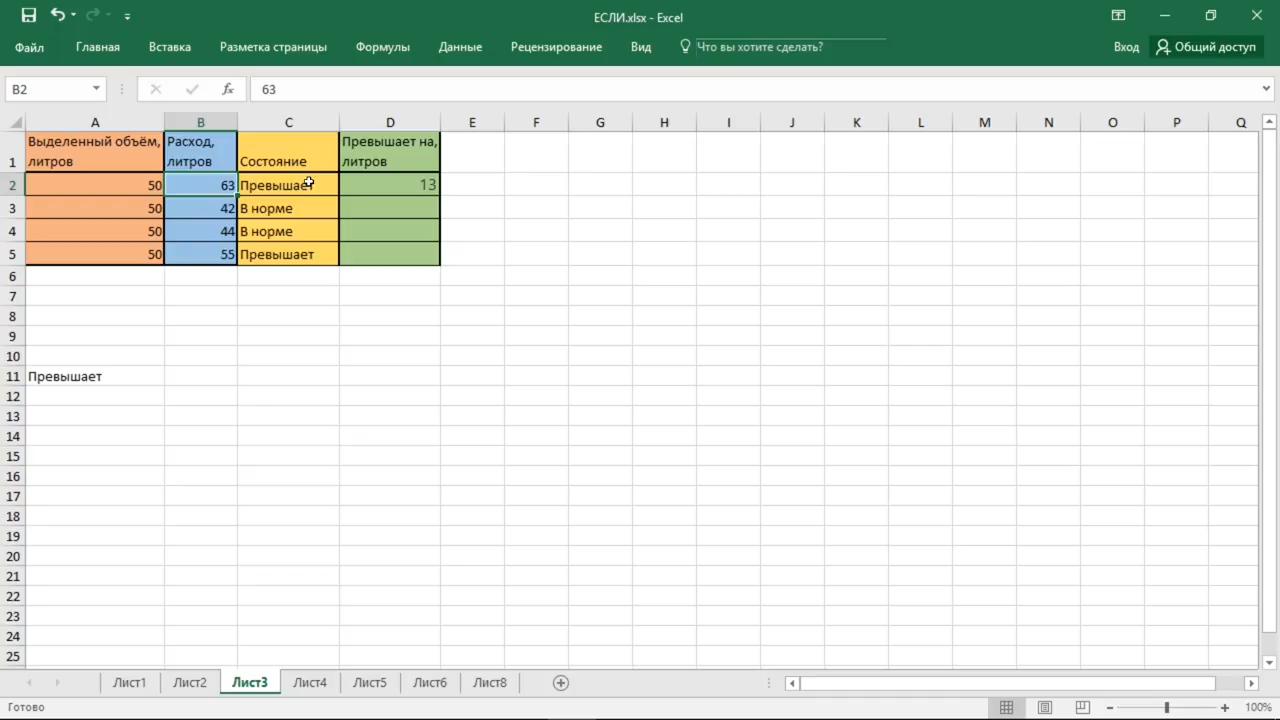 ЕСЛИ.xlsx - Excel
Файл Главная Вставка Разметка страницы Формулы Данные Рецензирование Вид Что вы хотите сделать? Вход Общий доступ
B2 fx 63
A B C D E F G H I J K L M N O P Q
Выделенный объём, Расход, Превышает на,
1 литров литров Состояние литров
2 50 63 Превышает 13
3 50 42 В норме
4 50 44 В норме
5 50 55 Превышает
6
7
8
9
10
11 Превышает
12
13
14
15
16
17
18
19
20
21
22
23
24
25
Лист1 Лист2 Лист3 Лист4 Лист5 Лист6 Лист8
Готово 100%